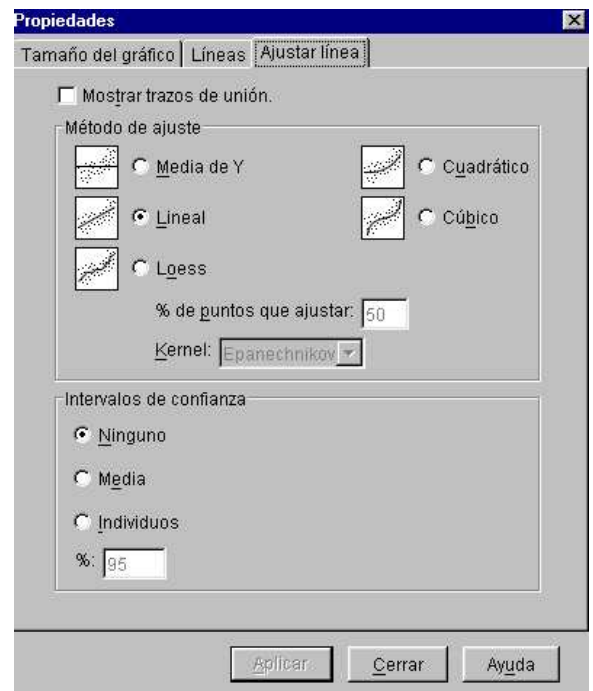 Propiedades
Tamaño del gráfico Líneas Ajustar línea
Mostrar trazos de unión.
Método de ajuste
Media de Y
Cuadrático
Lineal
Cúbico
Loess
% de puntos que ajustar: 50
Kernel: Epanechnikov
Intervalos de confianza
Ninguno
Media
Individuos
%: 95
Aplicar Cerrar Ayuda